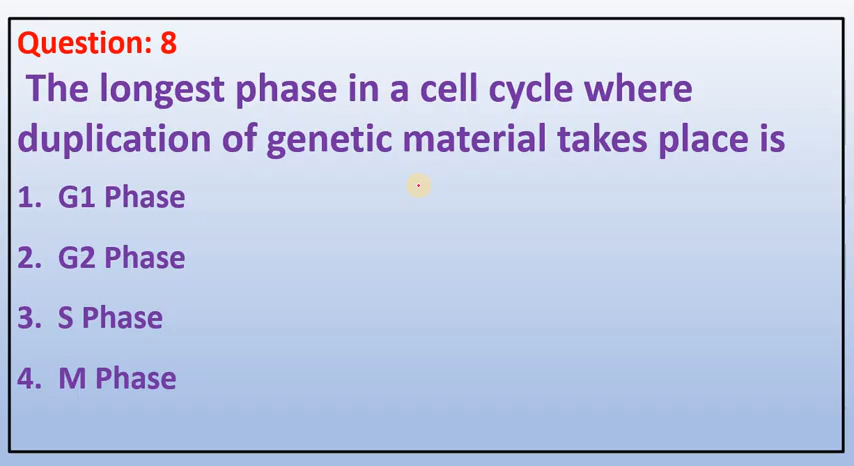 Question: 8
The longest phase in a cell cycle where
duplication of genetic material takes place is
1. G1 Phase
2. G2 Phase
3. S Phase
4. M Phase